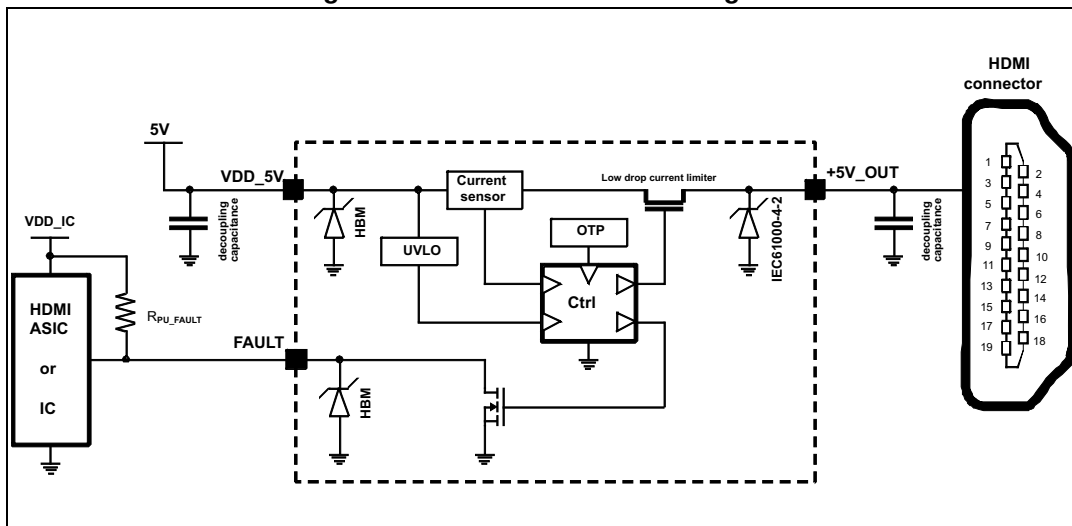 HDMI
connector
5V
VDD_5V
Current
sensor
Low drop current limiter
+5V_OUT
decoupling
capacitance
HBM
UVLO
OTP
IEC61000-4-2
decoupling
capacitance
VDD_IC
HDMI
ASIC
or
IC
RPU_FAULT
Ctrl
FAULT
HBM
1
2
3
4
5
6
7
8
9
10
11
12
13
14
15
16
17
18
19